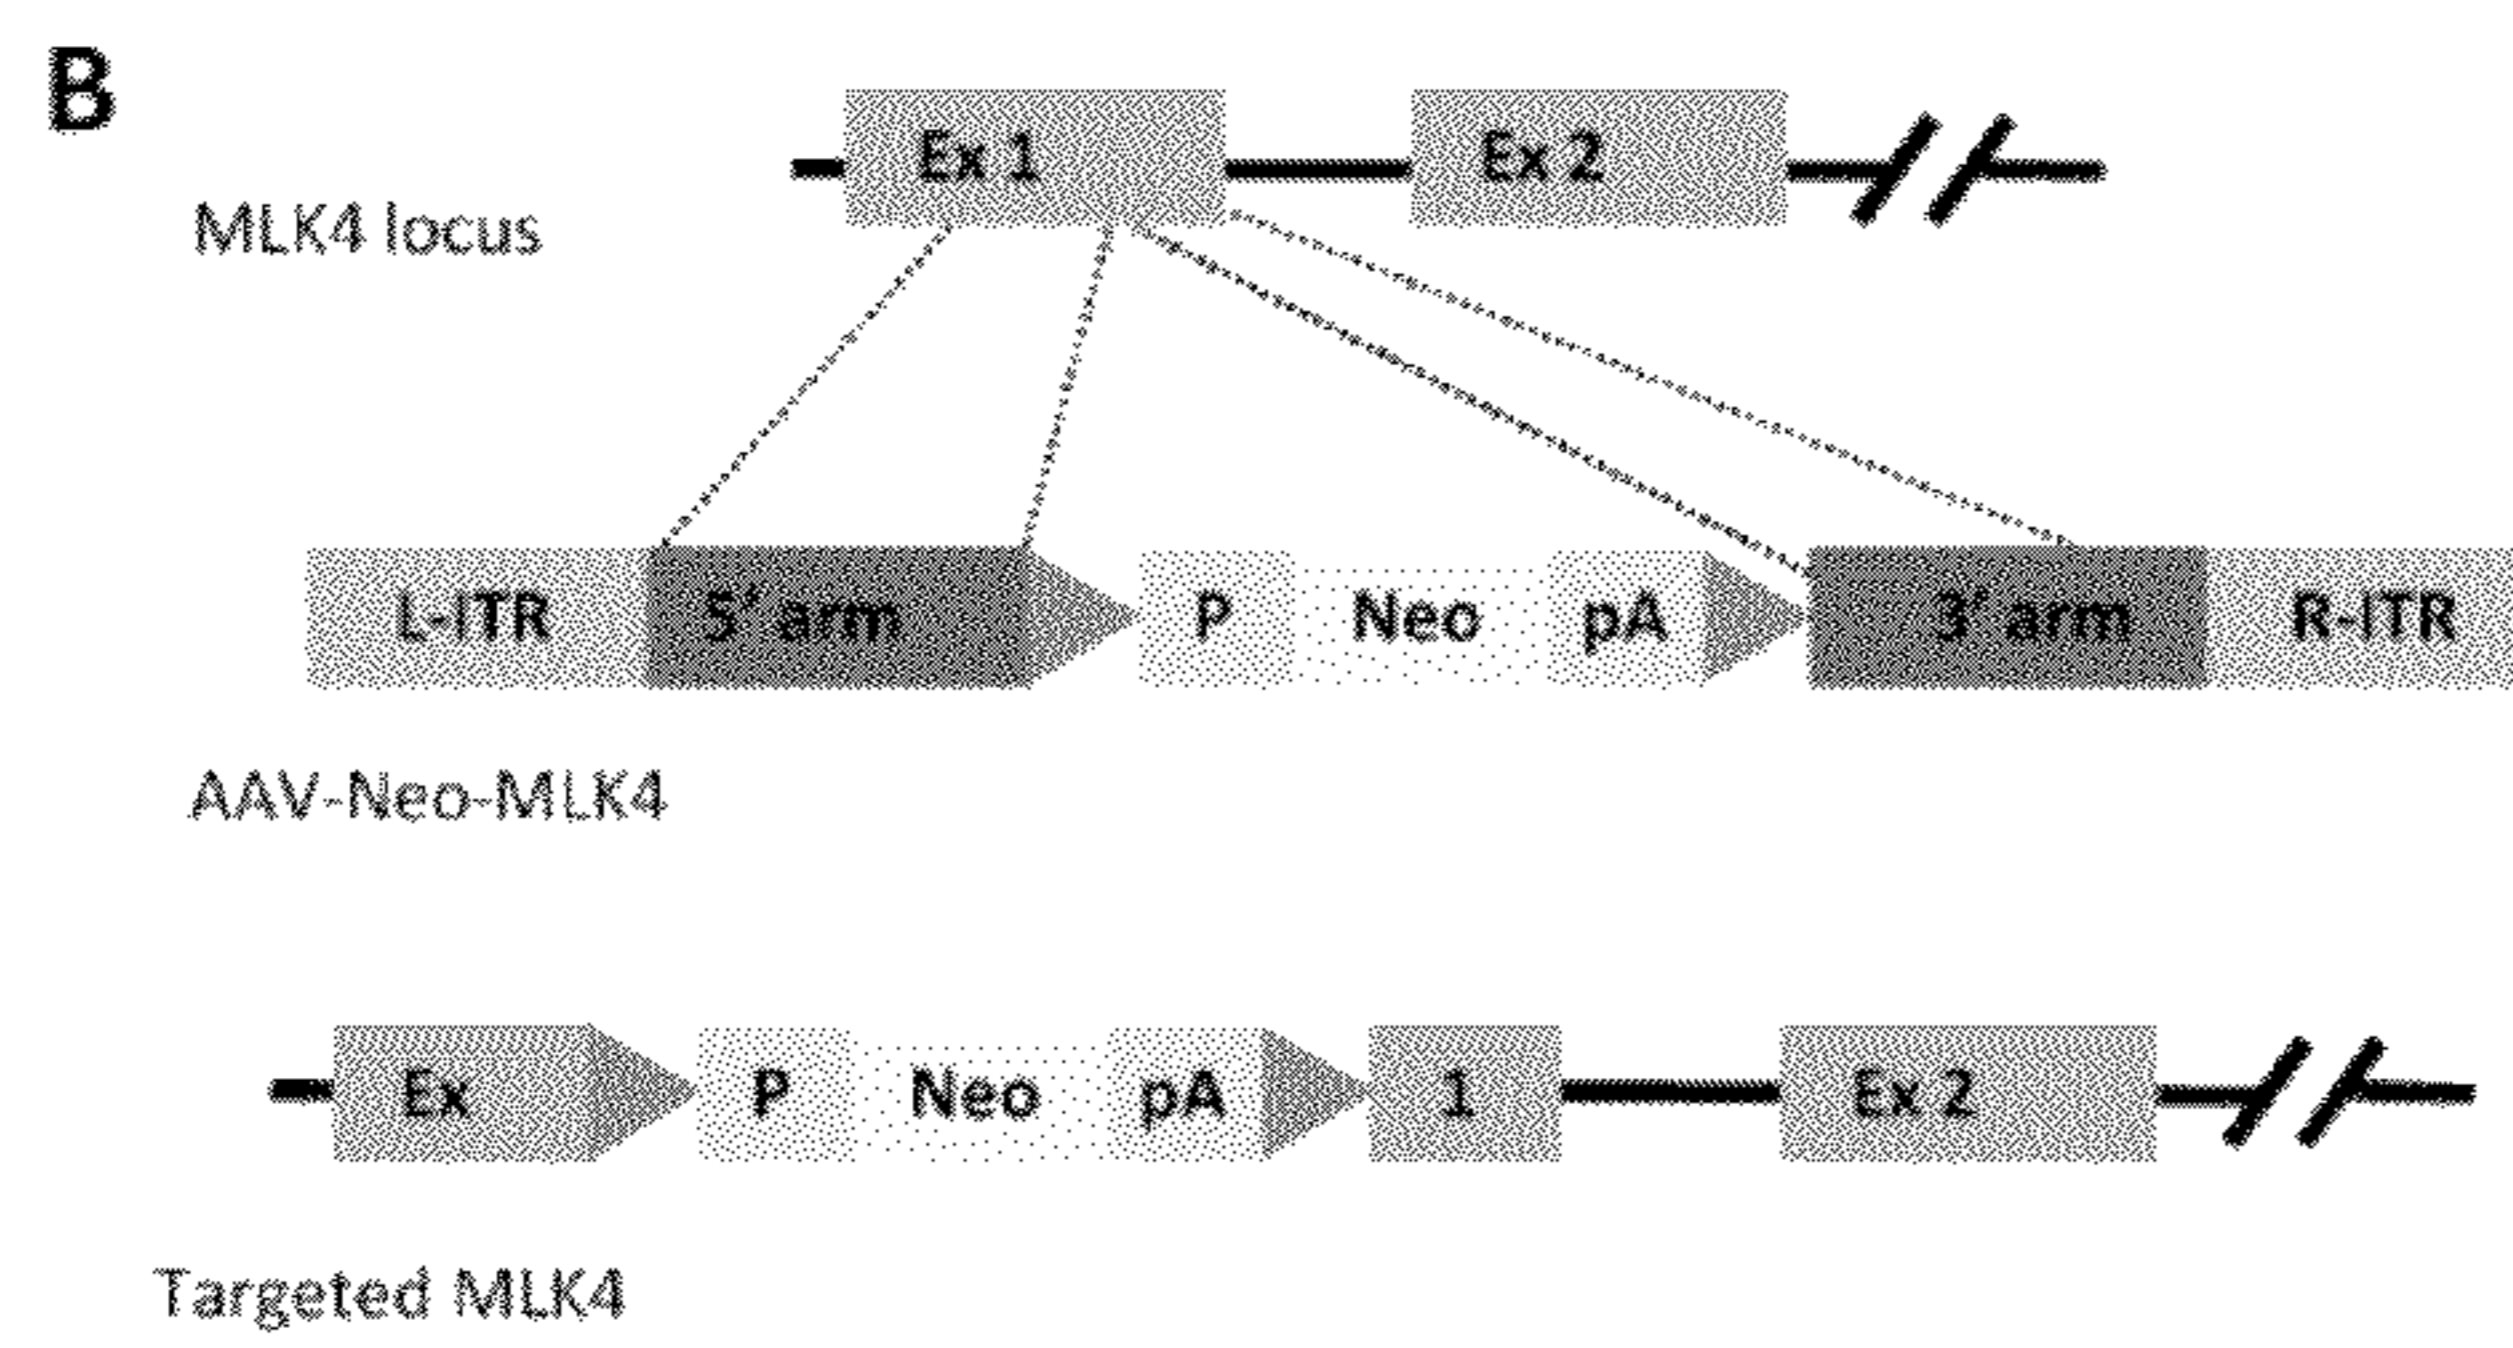 B
Ex 1 Ex 2
MLK4 locus
L-ITR 5' arm P Neo pA 3' arm R-ITR
AAV-Neo-MLK4
Ex P Neo pA 1 Ex 2
Targeted MLK4